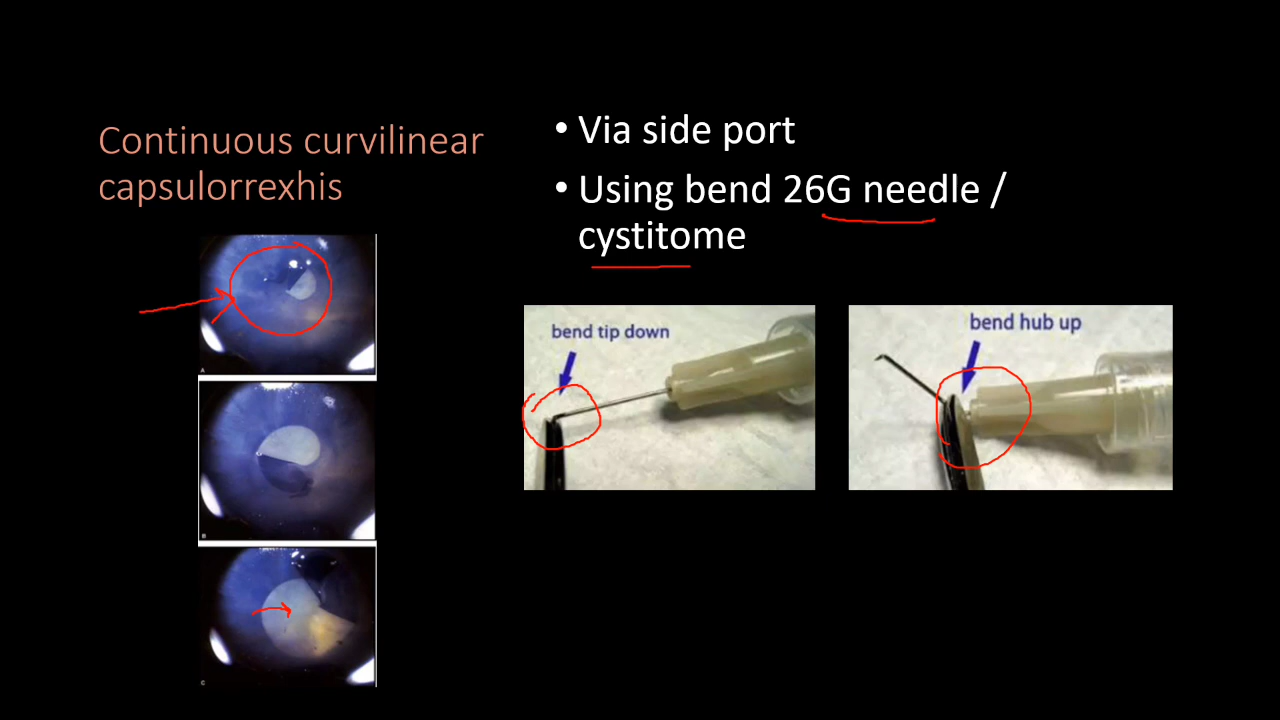 Continuous curvilinear
capsulorrexhis
• Via side port
• Using bend 26G needle /
cystitome
bend tip down
bend hub up
A
B
C